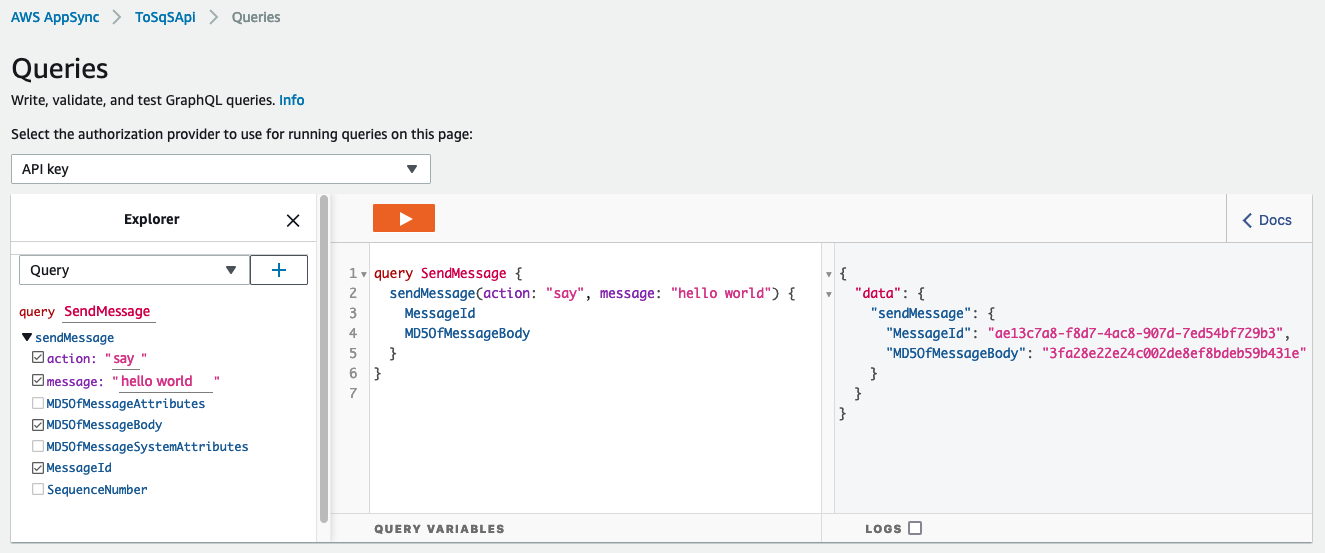 AWS AppSync > ToSqSApi > Queries
Queries
Write, validate, and test GraphQL queries. Info
Select the authorization provider to use for running queries on this page:
API key
Explorer
Query
query SendMessage
sendMessage
action: "say"
message: "hello world"
MD5OfMessageAttributes
MD5OfMessageBody
MD5OfMessageSystemAttributes
MessageId
SequenceNumber
1 query SendMessage {
2 sendMessage(action: "say", message: "hello world") {
3 MessageId
4 MD5OfMessageBody
5 }
6 }
7
QUERY VARIABLES
Docs
{
"data": {
"sendMessage": {
"MessageId": "ae13c7a8-f8d7-4ac8-907d-7ed54bf729b3",
"MD5OfMessageBody": "3fa28e22e24c002de8ef8bdeb59b431e"
}
}
}
LOGS